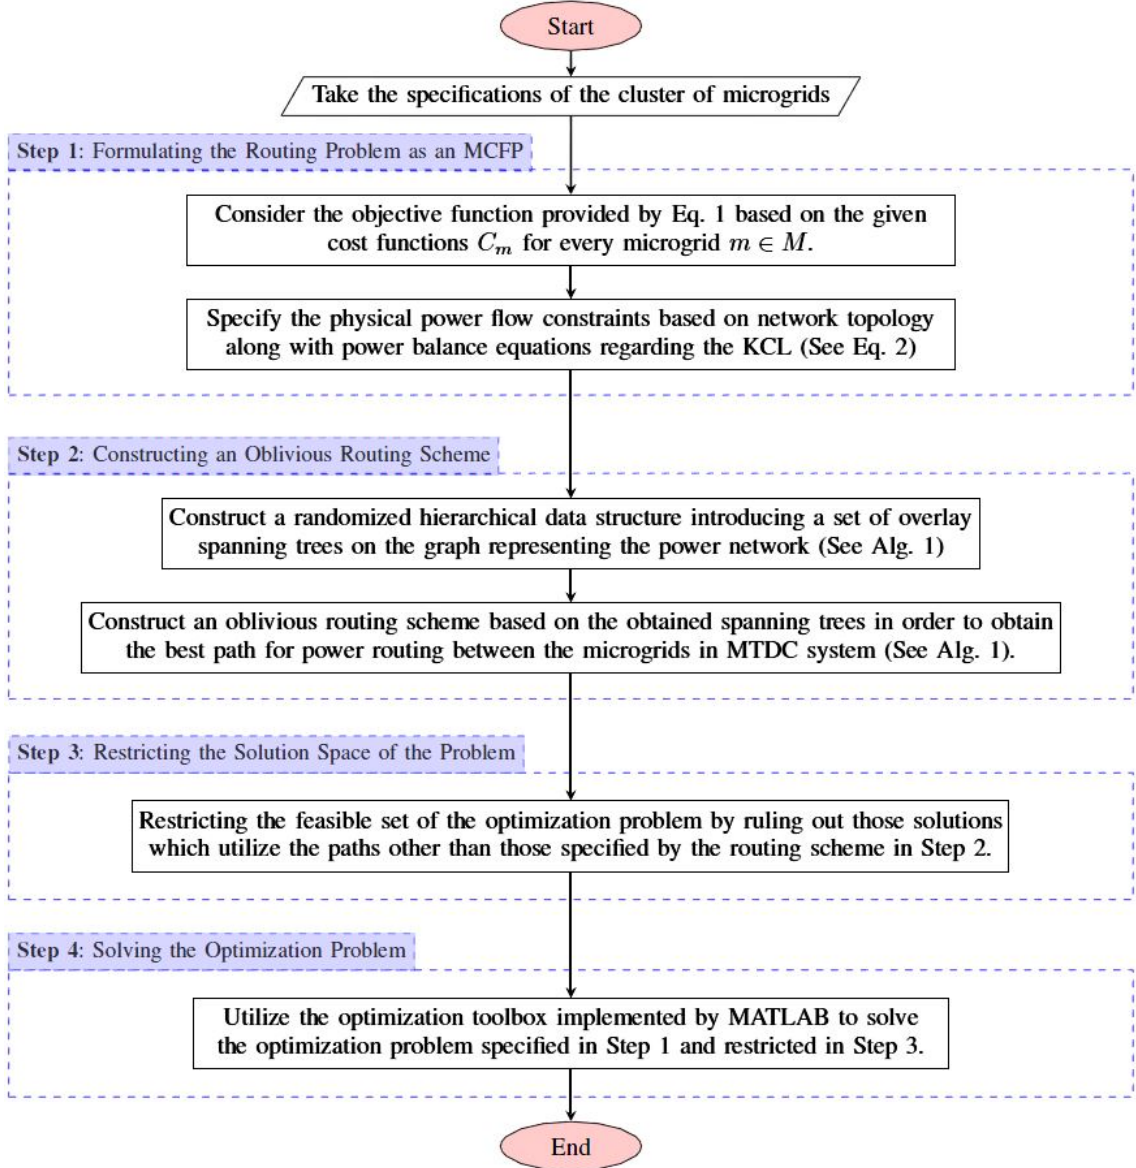 Start
Take the specifications of the cluster of microgrids
Step 1: Formulating the Routing Problem as an MCFP
Consider the objective function provided by Eq. 1 based on the given
cost functions C_m for every microgrid m ∈ M.
Specify the physical power flow constraints based on network topology
along with power balance equations regarding the KCL (See Eq. 2)
Step 2: Constructing an Oblivious Routing Scheme
Construct a randomized hierarchical data structure introducing a set of overlay
spanning trees on the graph representing the power network (See Alg. 1)
Construct an oblivious routing scheme based on the obtained spanning trees in order to obtain
the best path for power routing between the microgrids in MTDC system (See Alg. 1).
Step 3: Restricting the Solution Space of the Problem
Restricting the feasible set of the optimization problem by ruling out those solutions
which utilize the paths other than those specified by the routing scheme in Step 2.
Step 4: Solving the Optimization Problem
Utilize the optimization toolbox implemented by MATLAB to solve
the optimization problem specified in Step 1 and restricted in Step 3.
End